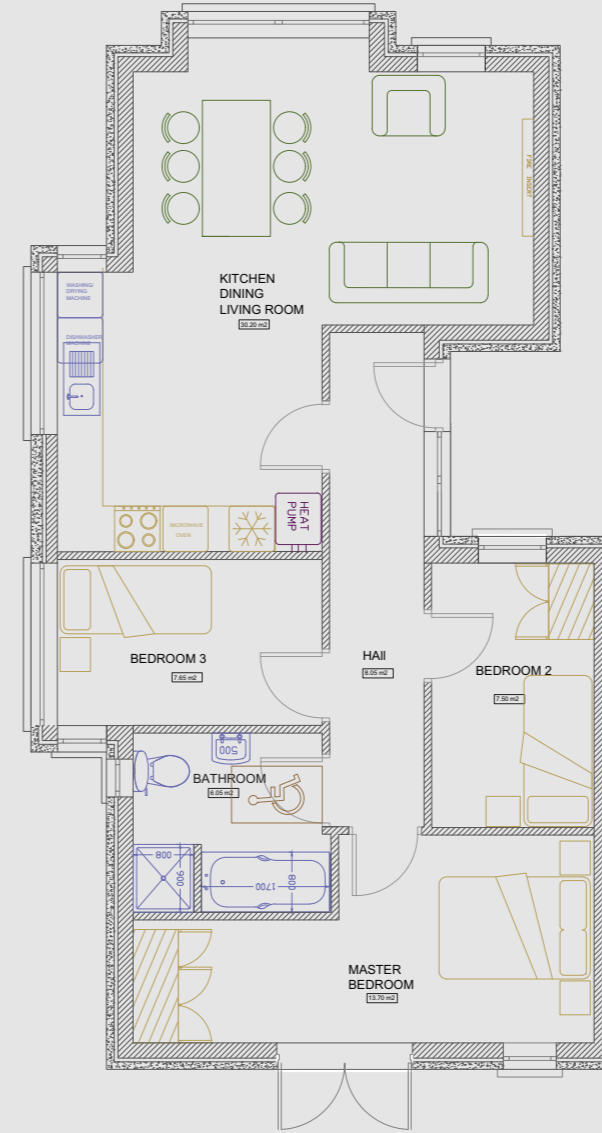 FIRE INSERT
WASHING/
DRYING
MACHINE
KITCHEN
DINING
LIVING ROOM
30.20 m2
DISHWASHER
MACHINE
HEAT
PUMP
MICROWAVE
OVEN
BEDROOM 3
7.65 m2
HAll
8.05 m2
BEDROOM 2
7.50 m2
500
BATHROOM
6.05 m2
800
900
1700
800
MASTER
BEDROOM
13.70 m2